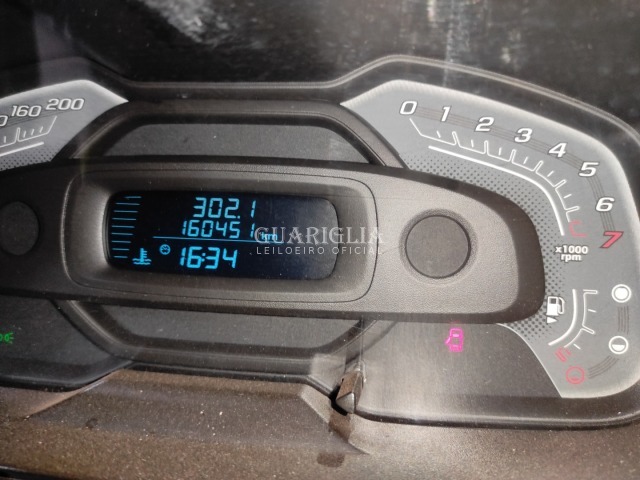 160 200
302.1
160451 km
16:34
GUARIGLIA
LEILOEIRO OFICIAL
0 1 2 3 4 5 6 7
x1000
rpm